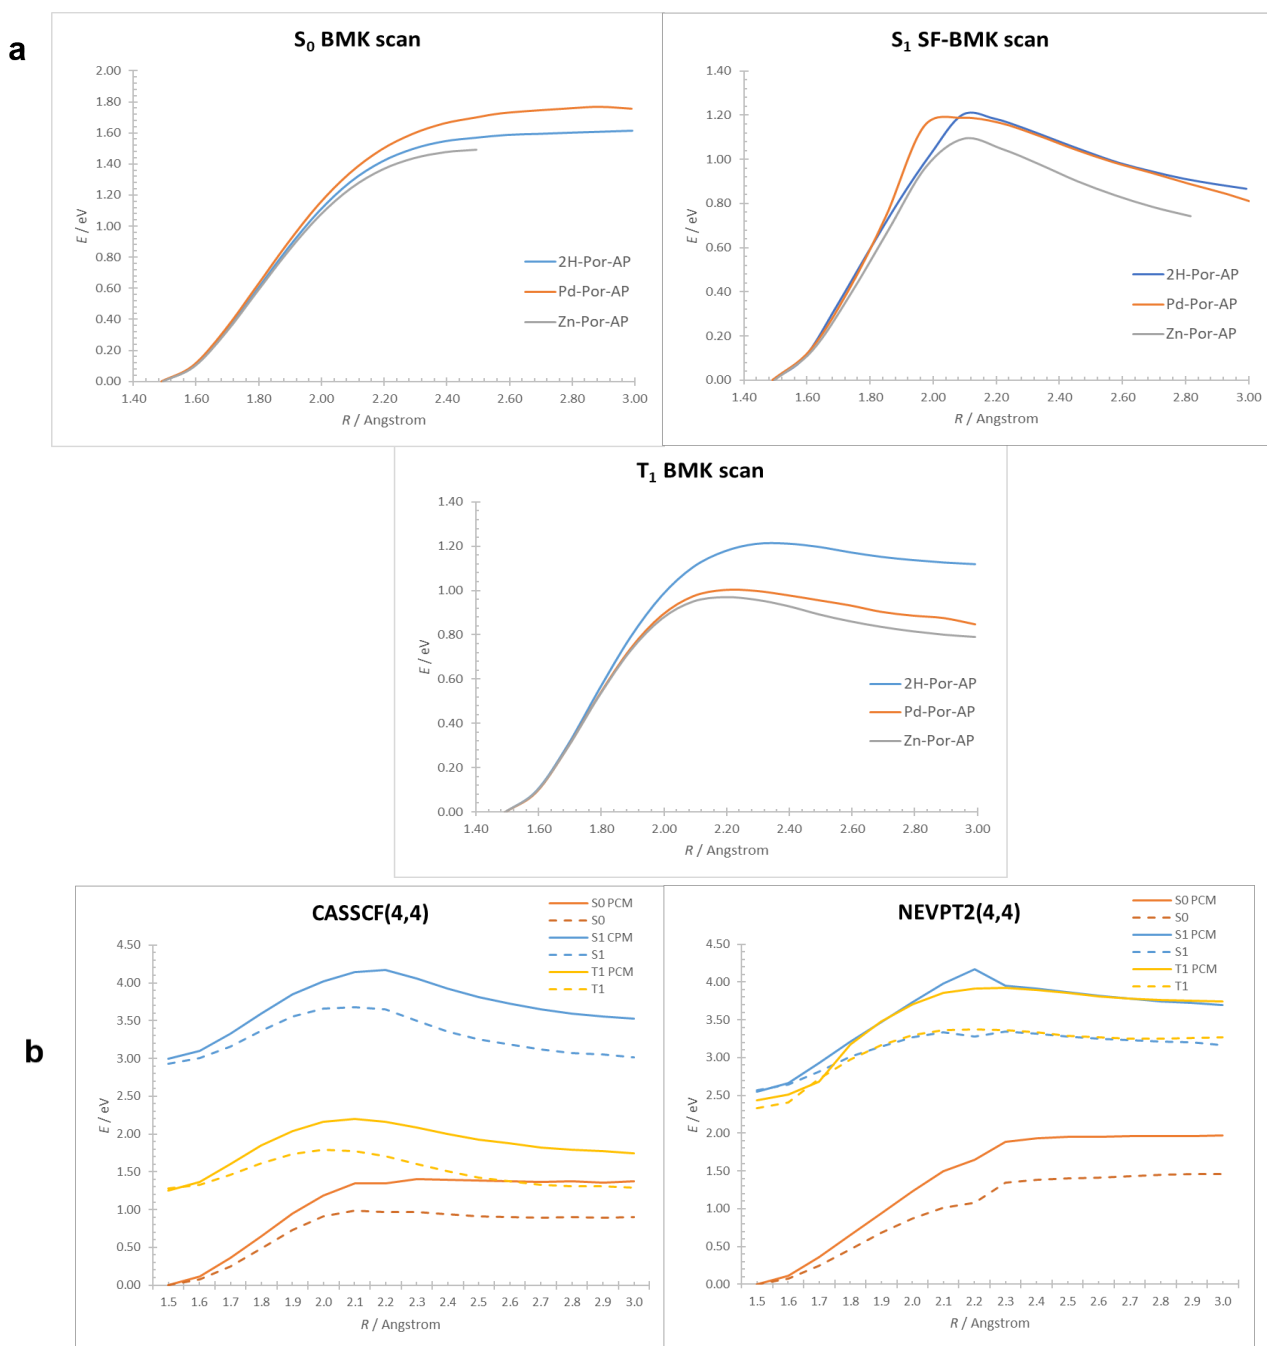 a
S0 BMK scan
2.00
1.80
1.60
1.40
1.20
1.00
0.80
0.60
0.40
0.20
0.00
E / eV
1.40 1.60 1.80 2.00 2.20 2.40 2.60 2.80 3.00
R / Angstrom
2H-Por-AP
Pd-Por-AP
Zn-Por-AP
S1 SF-BMK scan
1.40
1.20
1.00
0.80
0.60
0.40
0.20
0.00
E / eV
1.40 1.60 1.80 2.00 2.20 2.40 2.60 2.80 3.00
R / Angstrom
2H-Por-AP
Pd-Por-AP
Zn-Por-AP
T1 BMK scan
1.40
1.20
1.00
0.80
0.60
0.40
0.20
0.00
E / eV
1.40 1.60 1.80 2.00 2.20 2.40 2.60 2.80 3.00
R / Angstrom
2H-Por-AP
Pd-Por-AP
Zn-Por-AP
b
CASSCF(4,4)
S0 PCM
S0
S1 CPM
S1
T1 PCM
T1
4.50
4.00
3.50
3.00
2.50
2.00
1.50
1.00
0.50
0.00
E / eV
1.5 1.6 1.7 1.8 1.9 2.0 2.1 2.2 2.3 2.4 2.5 2.6 2.7 2.8 2.9 3.0
R / Angstrom
NEVPT2(4,4)
S0 PCM
S0
S1 PCM
S1
T1 PCM
T1
4.50
4.00
3.50
3.00
2.50
2.00
1.50
1.00
0.50
0.00
E / eV
1.5 1.6 1.7 1.8 1.9 2.0 2.1 2.2 2.3 2.4 2.5 2.6 2.7 2.8 2.9 3.0
R / Angstrom